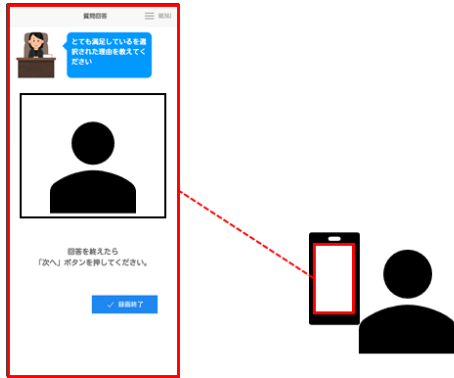 質問回答
MENU
とても満足しているを選
択された理由を教えてく
ださい
回答を終えたら
「次へ」ボタンを押してください。
録画終了